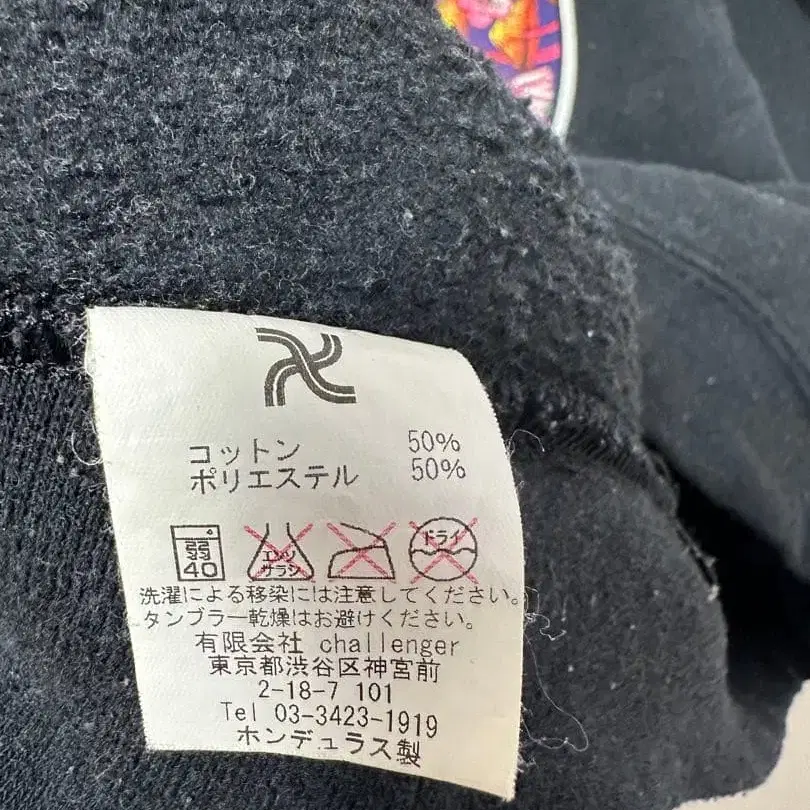 コットン 50%
ポリエステル 50%
弱 40
エンソ サラシ
ドライ
洗濯による移染には注意してください。
タンブラー乾燥はお避けください。
有限会社 challenger
東京都渋谷区神宮前
2-18-7 101
Tel 03-3423-1919
ホンデュラス製